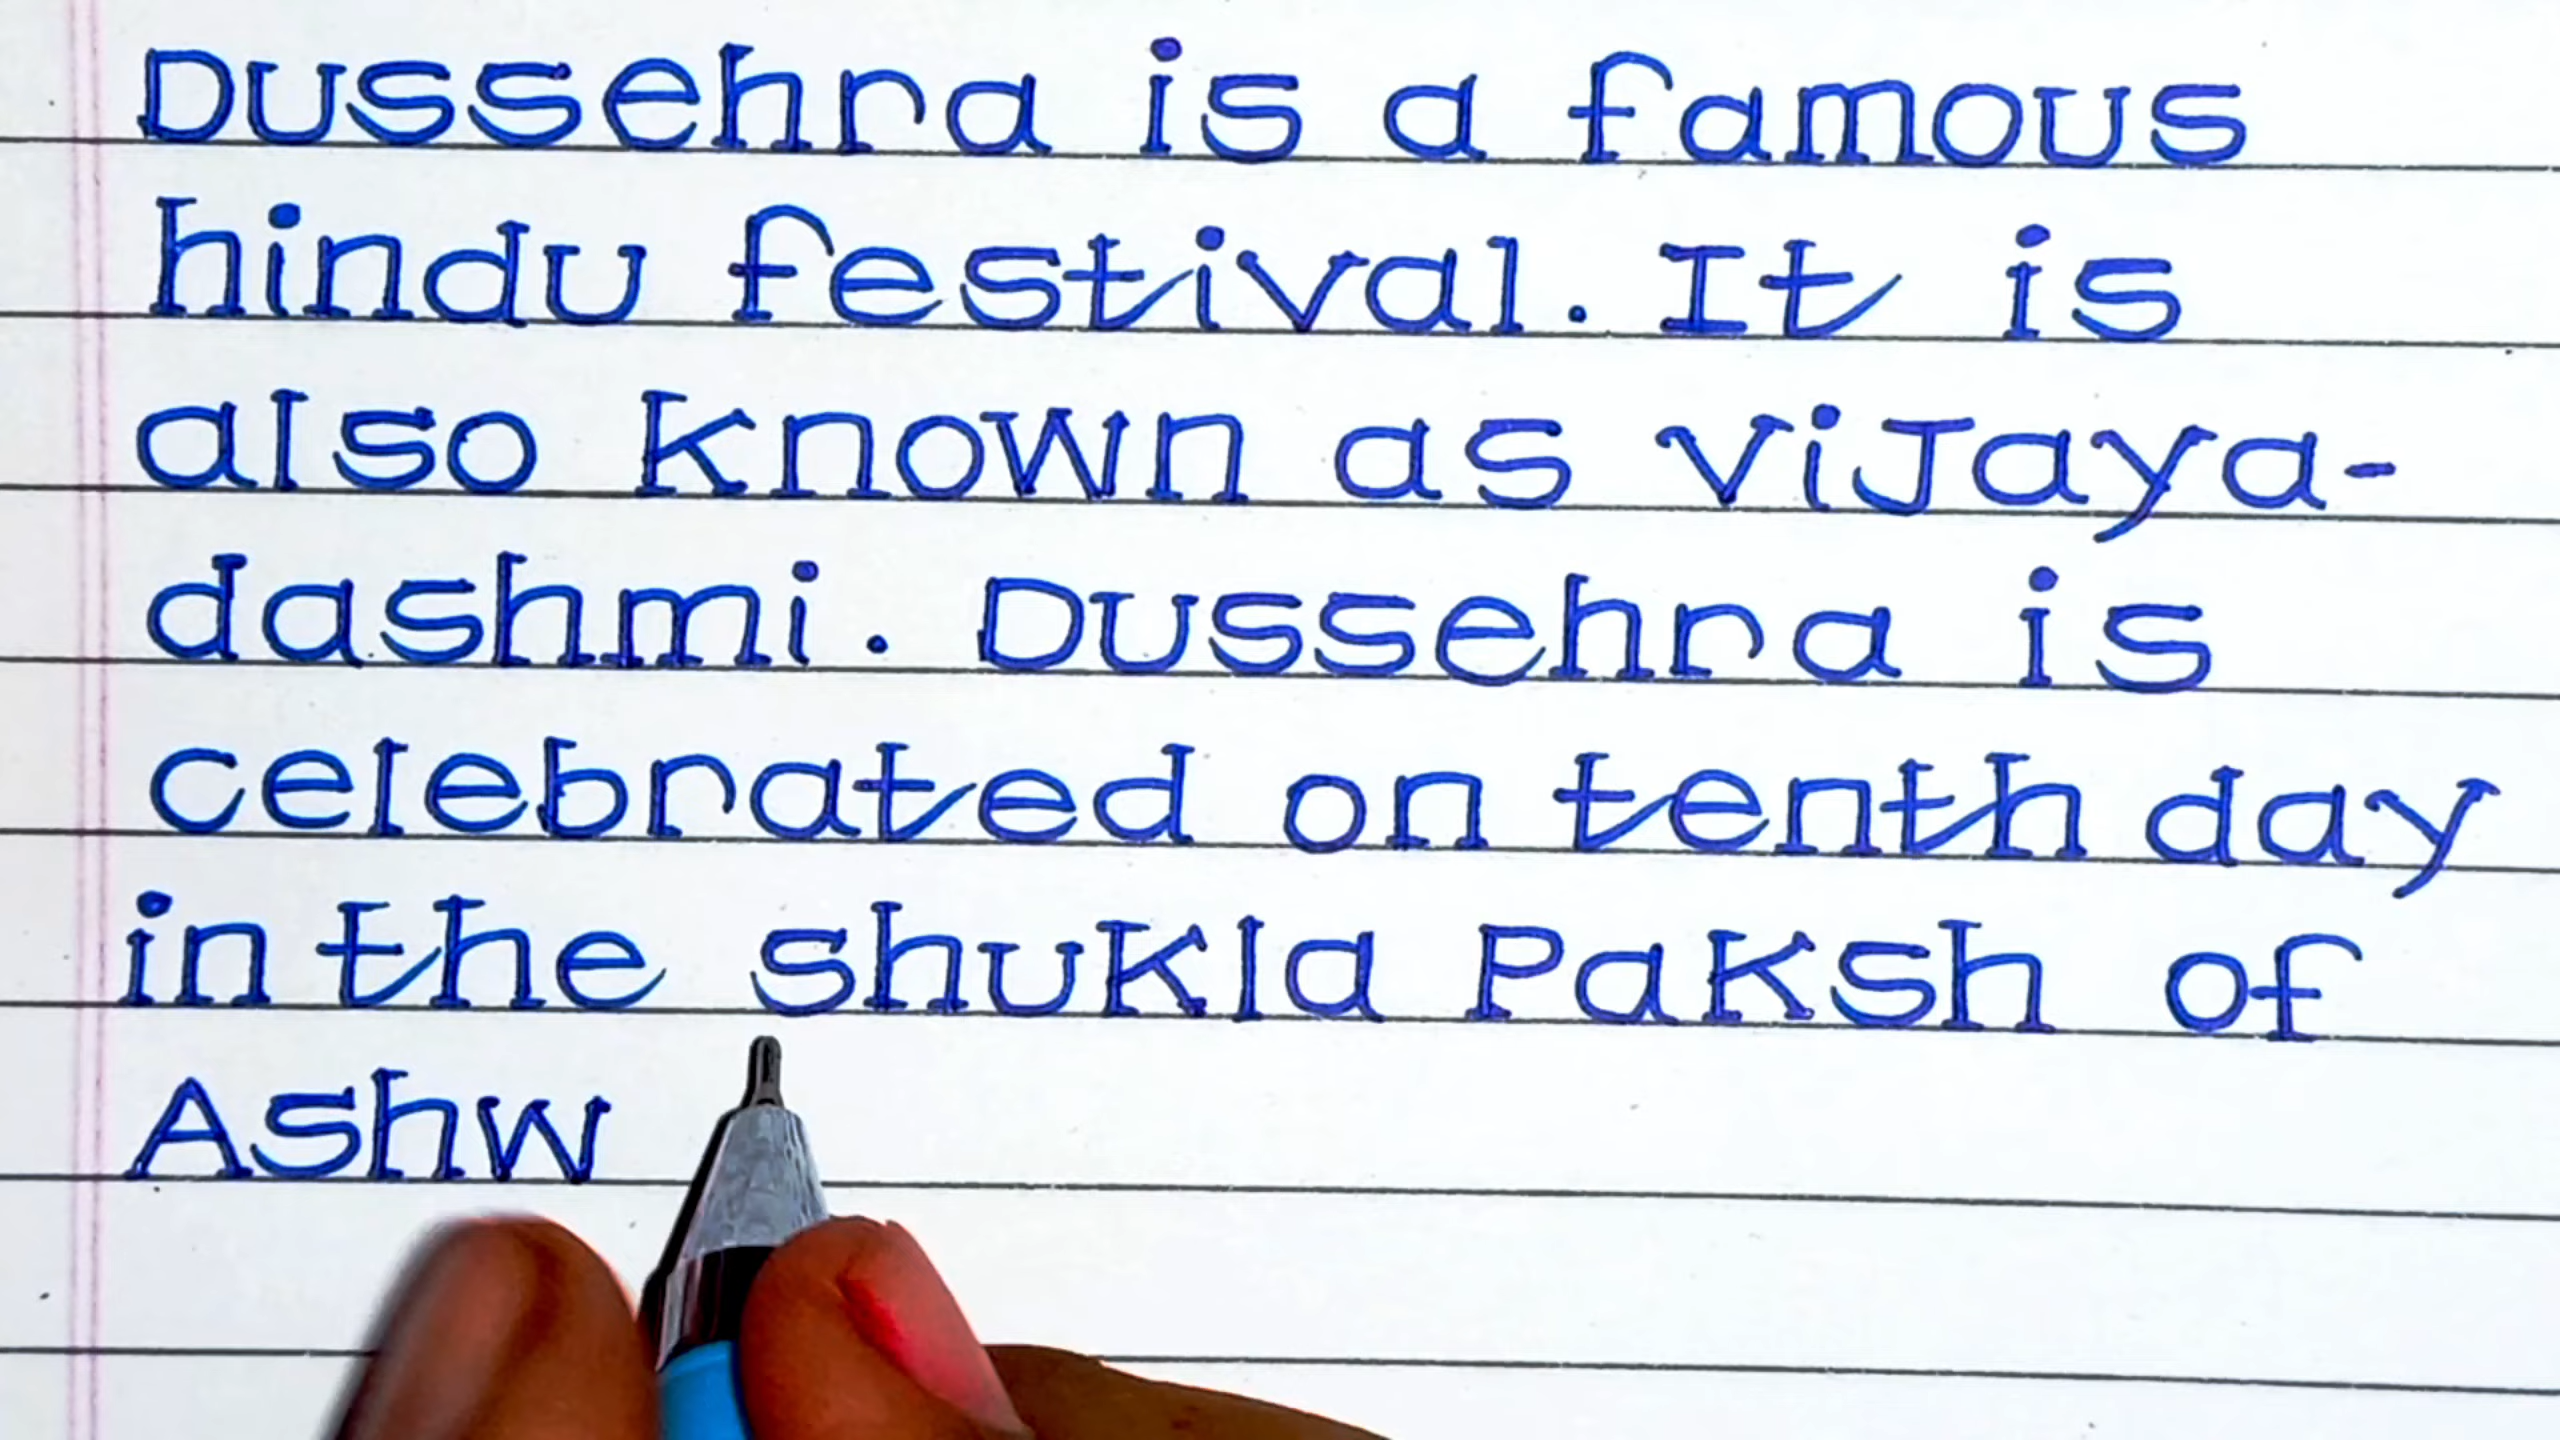 Dussehra is a famous
hindu festival. It is
also known as Vijaya-
dashmi. Dussehra is
celebrated on tenth day
in the shukla Paksh of
Ashw